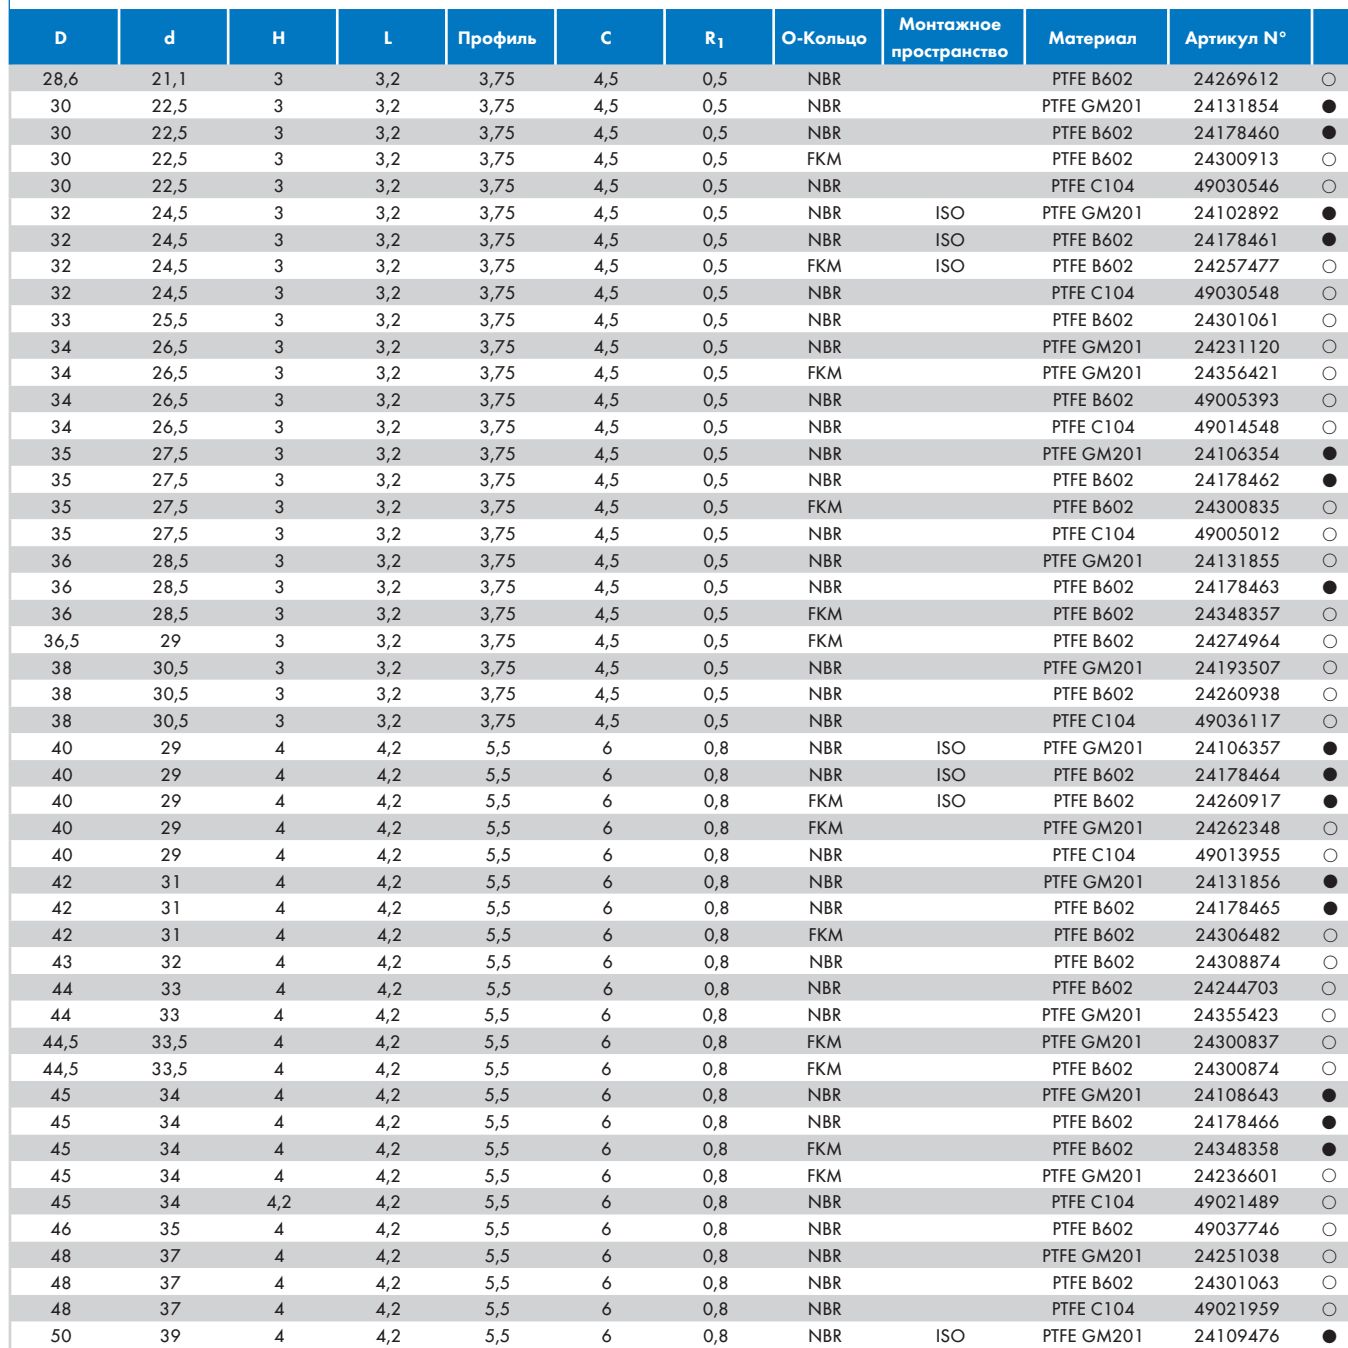 D d H L Профиль C R1 О-Кольцо Монтажное пространство Материал Артикул N°
28,6 21,1 3 3,2 3,75 4,5 0,5 NBR PTFE B602 24269612 ○
30 22,5 3 3,2 3,75 4,5 0,5 NBR PTFE GM201 24131854 ●
30 22,5 3 3,2 3,75 4,5 0,5 NBR PTFE B602 24178460 ●
30 22,5 3 3,2 3,75 4,5 0,5 FKM PTFE B602 24300913 ○
30 22,5 3 3,2 3,75 4,5 0,5 NBR PTFE C104 49030546 ○
32 24,5 3 3,2 3,75 4,5 0,5 NBR ISO PTFE GM201 24102892 ●
32 24,5 3 3,2 3,75 4,5 0,5 NBR ISO PTFE B602 24178461 ●
32 24,5 3 3,2 3,75 4,5 0,5 FKM ISO PTFE B602 24257477 ○
32 24,5 3 3,2 3,75 4,5 0,5 NBR PTFE C104 49030548 ○
33 25,5 3 3,2 3,75 4,5 0,5 NBR PTFE B602 24301061 ○
34 26,5 3 3,2 3,75 4,5 0,5 NBR PTFE GM201 24231120 ○
34 26,5 3 3,2 3,75 4,5 0,5 FKM PTFE GM201 24356421 ○
34 26,5 3 3,2 3,75 4,5 0,5 NBR PTFE B602 49005393 ○
34 26,5 3 3,2 3,75 4,5 0,5 NBR PTFE C104 49014548 ○
35 27,5 3 3,2 3,75 4,5 0,5 NBR PTFE GM201 24106354 ●
35 27,5 3 3,2 3,75 4,5 0,5 NBR PTFE B602 24178462 ●
35 27,5 3 3,2 3,75 4,5 0,5 FKM PTFE B602 24300835 ○
35 27,5 3 3,2 3,75 4,5 0,5 NBR PTFE C104 49005012 ○
36 28,5 3 3,2 3,75 4,5 0,5 NBR PTFE GM201 24131855 ○
36 28,5 3 3,2 3,75 4,5 0,5 NBR PTFE B602 24178463 ●
36 28,5 3 3,2 3,75 4,5 0,5 FKM PTFE B602 24348357 ○
36,5 29 3 3,2 3,75 4,5 0,5 FKM PTFE B602 24274964 ○
38 30,5 3 3,2 3,75 4,5 0,5 NBR PTFE GM201 24193507 ○
38 30,5 3 3,2 3,75 4,5 0,5 NBR PTFE B602 24260938 ○
38 30,5 3 3,2 3,75 4,5 0,5 NBR PTFE C104 49036117 ○
40 29 4 4,2 5,5 6 0,8 NBR ISO PTFE GM201 24106357 ●
40 29 4 4,2 5,5 6 0,8 NBR ISO PTFE B602 24178464 ●
40 29 4 4,2 5,5 6 0,8 FKM ISO PTFE B602 24260917 ●
40 29 4 4,2 5,5 6 0,8 FKM PTFE GM201 24262348 ○
40 29 4 4,2 5,5 6 0,8 NBR PTFE C104 49013955 ○
42 31 4 4,2 5,5 6 0,8 NBR PTFE GM201 24131856 ●
42 31 4 4,2 5,5 6 0,8 NBR PTFE B602 24178465 ●
42 31 4 4,2 5,5 6 0,8 FKM PTFE B602 24306482 ○
43 32 4 4,2 5,5 6 0,8 NBR PTFE B602 24308874 ○
44 33 4 4,2 5,5 6 0,8 NBR PTFE B602 24244703 ○
44 33 4 4,2 5,5 6 0,8 NBR PTFE GM201 24355423 ○
44,5 33,5 4 4,2 5,5 6 0,8 FKM PTFE GM201 24300837 ○
44,5 33,5 4 4,2 5,5 6 0,8 FKM PTFE B602 24300874 ○
45 34 4 4,2 5,5 6 0,8 NBR PTFE GM201 24108643 ●
45 34 4 4,2 5,5 6 0,8 NBR PTFE B602 24178466 ●
45 34 4 4,2 5,5 6 0,8 FKM PTFE B602 24348358 ●
45 34 4 4,2 5,5 6 0,8 FKM PTFE GM201 24236601 ○
45 34 4,2 4,2 5,5 6 0,8 NBR PTFE C104 49021489 ○
46 35 4 4,2 5,5 6 0,8 NBR PTFE B602 49037746 ○
48 37 4 4,2 5,5 6 0,8 NBR PTFE GM201 24251038 ○
48 37 4 4,2 5,5 6 0,8 NBR PTFE B602 24301063 ○
48 37 4 4,2 5,5 6 0,8 NBR PTFE C104 49021959 ○
50 39 4 4,2 5,5 6 0,8 NBR ISO PTFE GM201 24109476 ●